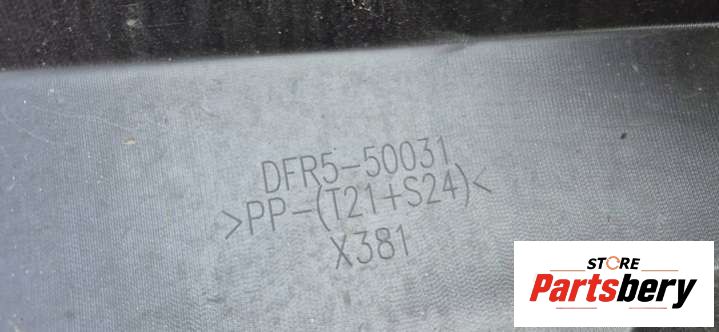 DFR5-50031
>PP-(T21+S24)<
X381
STORE
Partsbery